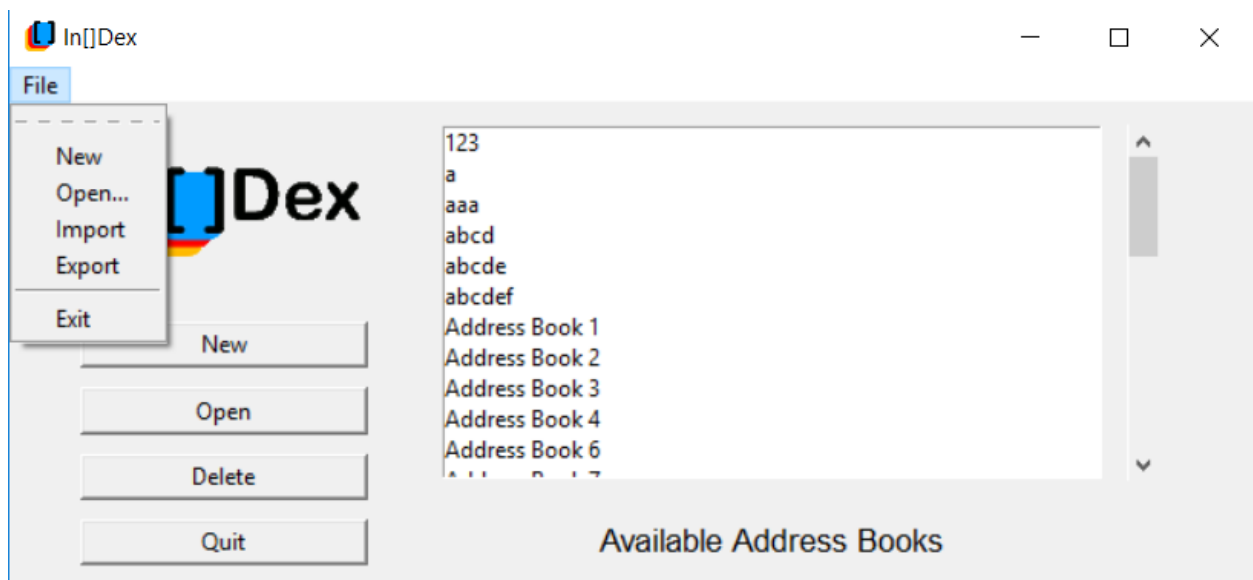 In[]Dex
File
New
Open...
Import
Export
Exit
[]Dex
New
Open
Delete
Quit
123
a
aaa
abcd
abcde
abcdef
Address Book 1
Address Book 2
Address Book 3
Address Book 4
Address Book 6
Available Address Books